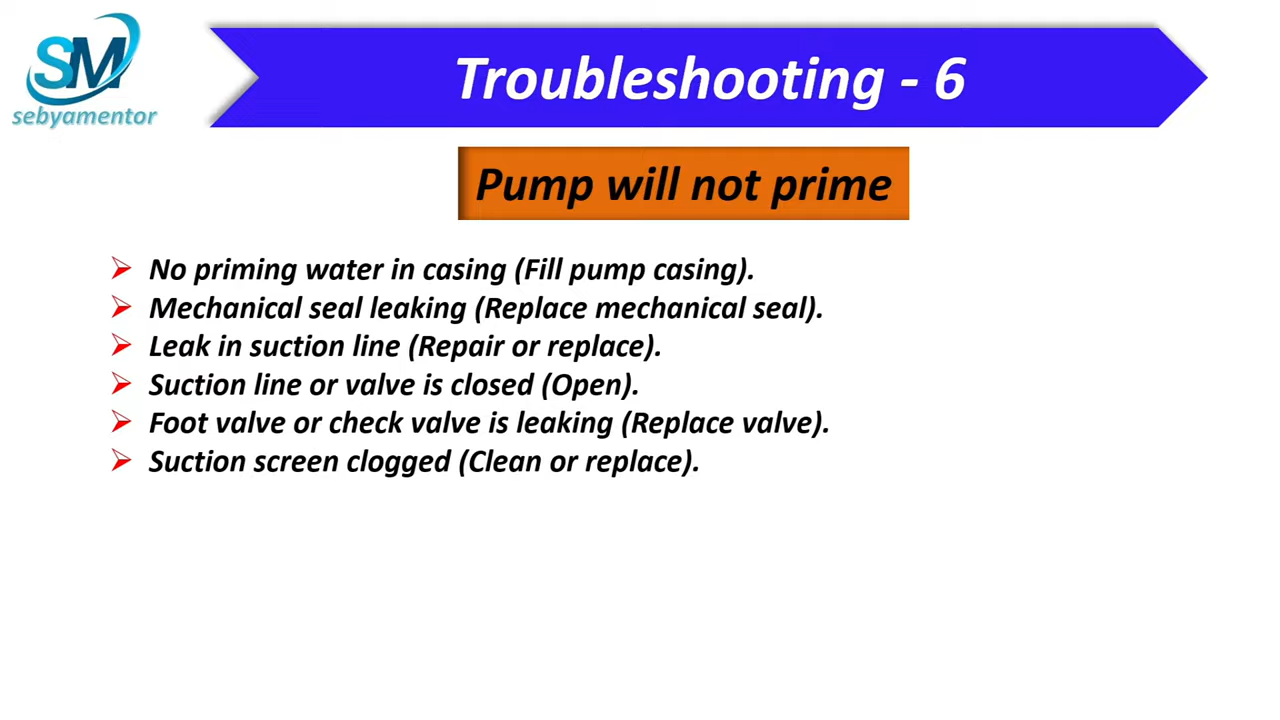 SM
sebyamentor
Troubleshooting - 6
Pump will not prime
No priming water in casing (Fill pump casing).
Mechanical seal leaking (Replace mechanical seal).
Leak in suction line (Repair or replace).
Suction line or valve is closed (Open).
Foot valve or check valve is leaking (Replace valve).
Suction screen clogged (Clean or replace).